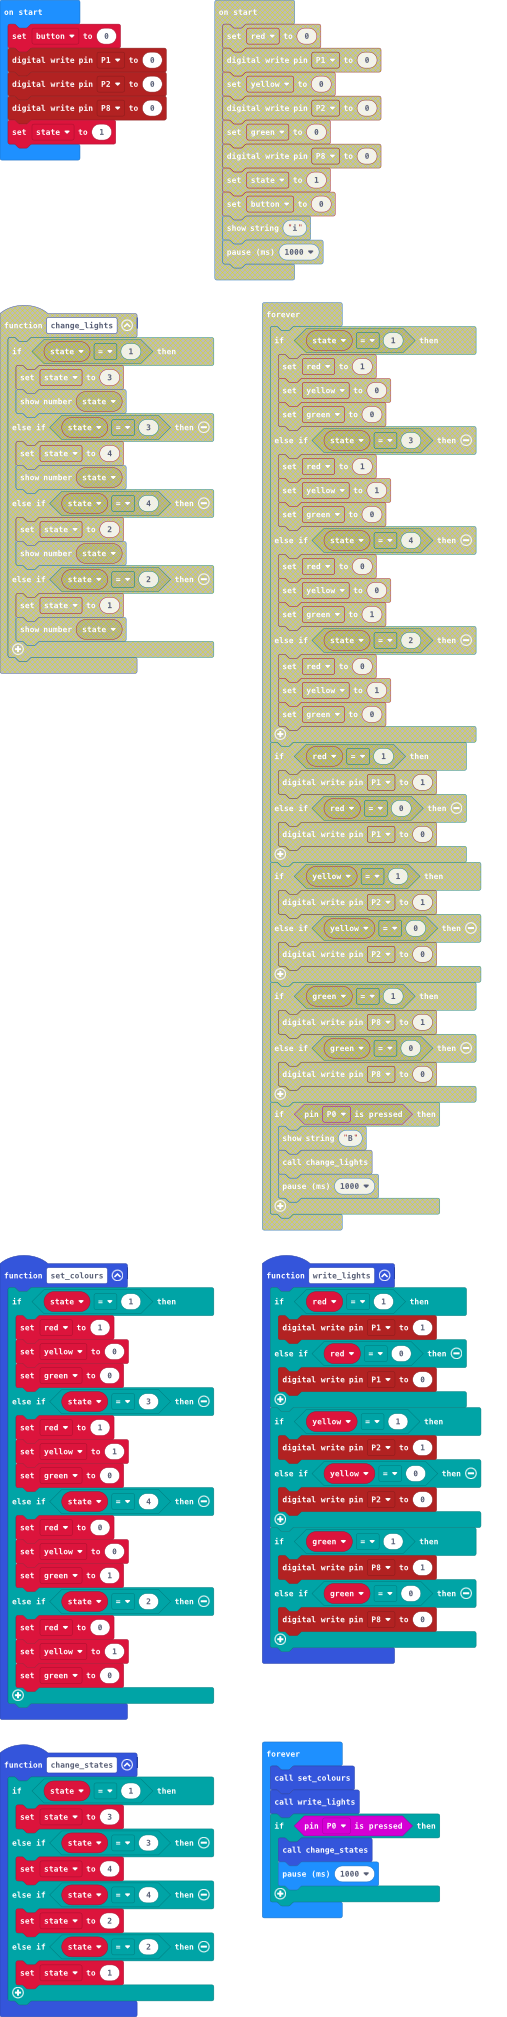 on start
set button to 0
digital write pin P1 to 0
digital write pin P2 to 0
digital write pin P8 to 0
set state to 1
on start
set red to 0
digital write pin P1 to 0
set yellow to 0
digital write pin P2 to 0
set green to 0
digital write pin P8 to 0
set state to 1
set button to 0
show string "i"
pause (ms) 1000
function change_lights
if state = 1 then
set state to 3
show number state
else if state = 3 then
set state to 4
show number state
else if state = 4 then
set state to 2
show number state
else if state = 2 then
set state to 1
show number state
forever
if state = 1 then
set red to 1
set yellow to 0
set green to 0
else if state = 3 then
set red to 1
set yellow to 1
set green to 0
else if state = 4 then
set red to 0
set yellow to 0
set green to 1
else if state = 2 then
set red to 0
set yellow to 1
set green to 0
if red = 1 then
digital write pin P1 to 1
else if red = 0 then
digital write pin P1 to 0
if yellow = 1 then
digital write pin P2 to 1
else if yellow = 0 then
digital write pin P2 to 0
if green = 1 then
digital write pin P8 to 1
else if green = 0 then
digital write pin P8 to 0
if pin P0 is pressed then
show string "B"
call change_lights
pause (ms) 1000
function set_colours
if state = 1 then
set red to 1
set yellow to 0
set green to 0
else if state = 3 then
set red to 1
set yellow to 1
set green to 0
else if state = 4 then
set red to 0
set yellow to 0
set green to 1
else if state = 2 then
set red to 0
set yellow to 1
set green to 0
function write_lights
if red = 1 then
digital write pin P1 to 1
else if red = 0 then
digital write pin P1 to 0
if yellow = 1 then
digital write pin P2 to 1
else if yellow = 0 then
digital write pin P2 to 0
if green = 1 then
digital write pin P8 to 1
else if green = 0 then
digital write pin P8 to 0
function change_states
if state = 1 then
set state to 3
else if state = 3 then
set state to 4
else if state = 4 then
set state to 2
else if state = 2 then
set state to 1
forever
call set_colours
call write_lights
if pin P0 is pressed then
call change_states
pause (ms) 1000